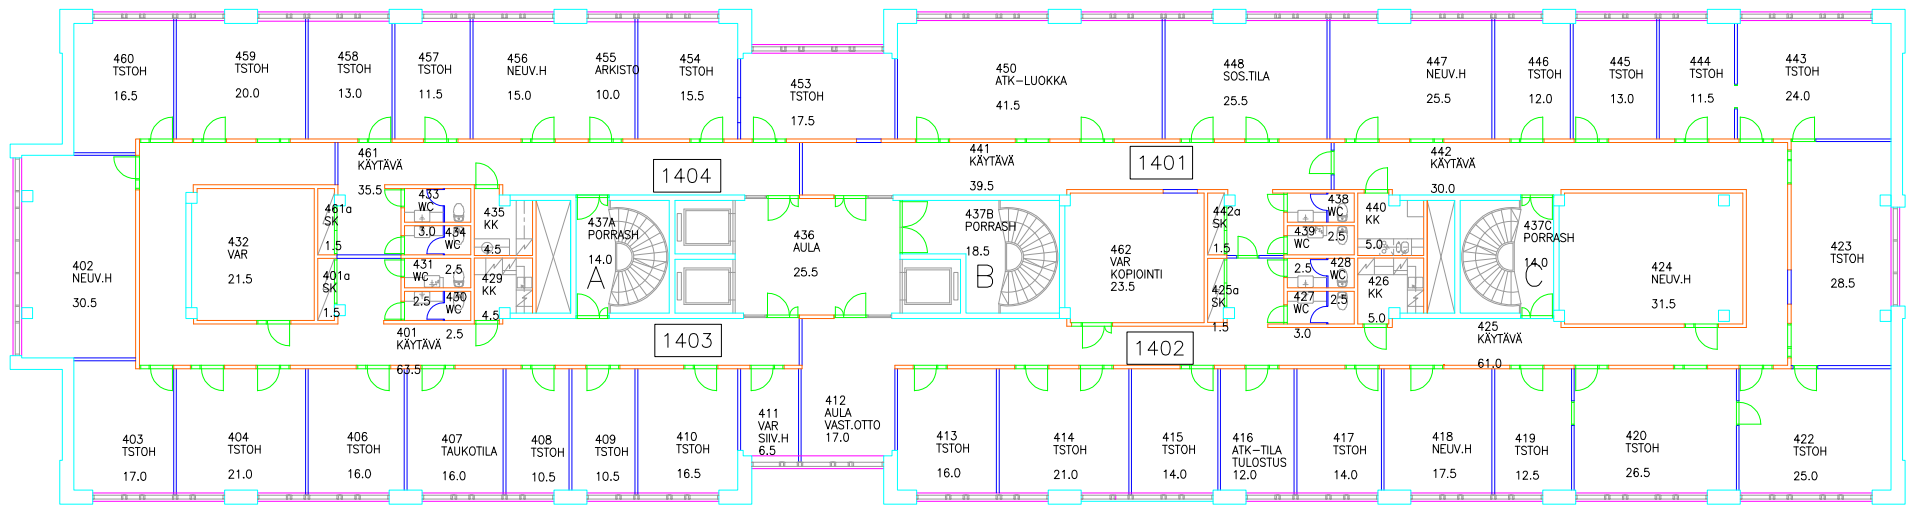 460
TSTOH
16.5
459
TSTOH
20.0
458
TSTOH
13.0
457
TSTOH
11.5
456
NEUV.H
15.0
455
ARKISTO
10.0
454
TSTOH
15.5
453
TSTOH
17.5
450
ATK-LUOKKA
41.5
448
SOS.TILA
25.5
447
NEUV.H
25.5
446
TSTOH
12.0
445
TSTOH
13.0
444
TSTOH
11.5
443
TSTOH
24.0
461
KÄYTÄVÄ
35.5
1404
441
KÄYTÄVÄ
39.5
1401
442
KÄYTÄVÄ
30.0
402
NEUV.H
30.5
432
VAR
21.5
461a
SK
1.5
401a
SK
1.5
433
WC
3.0
434
WC
2.5
431
WC
2.5
430
WC
2.5
435
KK
4.5
429
KK
4.5
437A
PORRASH
14.0
A
436
AULA
25.5
437B
PORRASH
18.5
B
462
VAR
KOPIOINTI
23.5
442a
SK
1.5
425a
SK
1.5
438
WC
2.5
439
WC
2.5
428
WC
2.5
427
WC
3.0
440
KK
5.0
426
KK
5.0
437C
PORRASH
14.0
C
424
NEUV.H
31.5
423
TSTOH
28.5
401
KÄYTÄVÄ
63.5
1403
1402
425
KÄYTÄVÄ
61.0
403
TSTOH
17.0
404
TSTOH
21.0
406
TSTOH
16.0
407
TAUKOTILA
16.0
408
TSTOH
10.5
409
TSTOH
10.5
410
TSTOH
16.5
411
VAR
SIIV.H
6.5
412
AULA
VAST.OTTO
17.0
413
TSTOH
16.0
414
TSTOH
21.0
415
TSTOH
14.0
416
ATK-TILA
TULOSTUS
12.0
417
TSTOH
14.0
418
NEUV.H
17.5
419
TSTOH
12.5
420
TSTOH
26.5
422
TSTOH
25.0